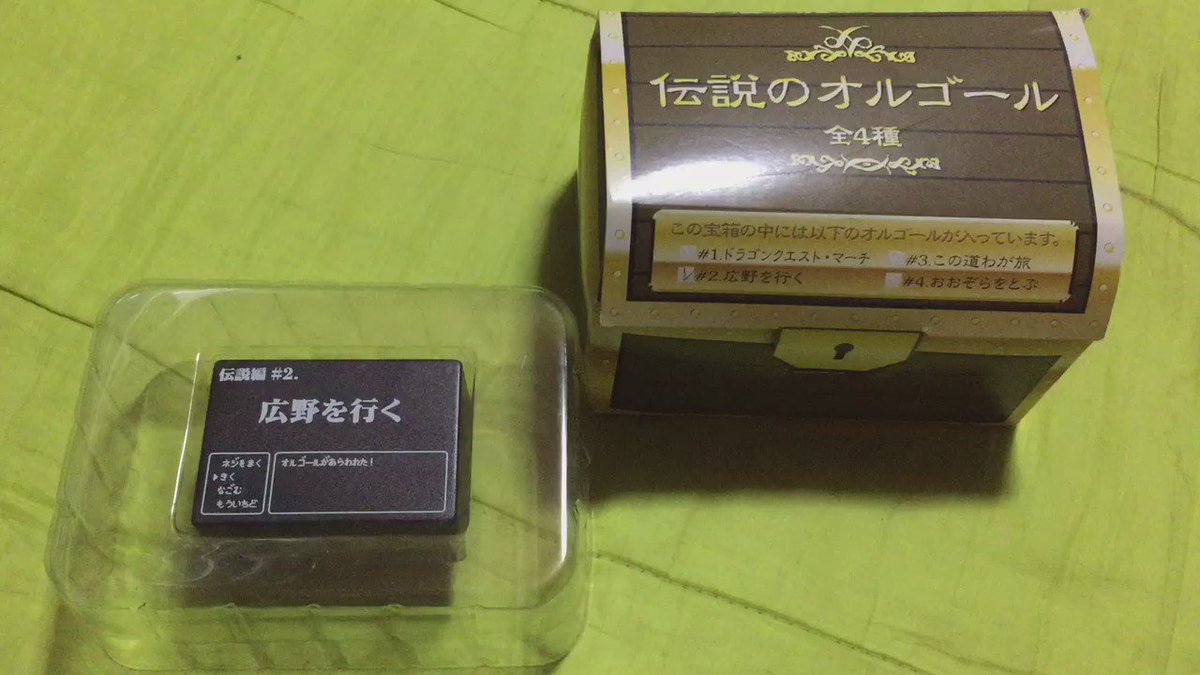 伝説のオルゴール
全4種
この宝箱の中には以下のオルゴールが入っています。
#1.ドラゴンクエスト・マーチ
#3.この道わが旅
#2.広野を行く
#4.おおぞらをとぶ
伝説編 #2.
広野を行く
ネジをまく
▶きく
なごむ
もういちど
オルゴールがあらわれた!